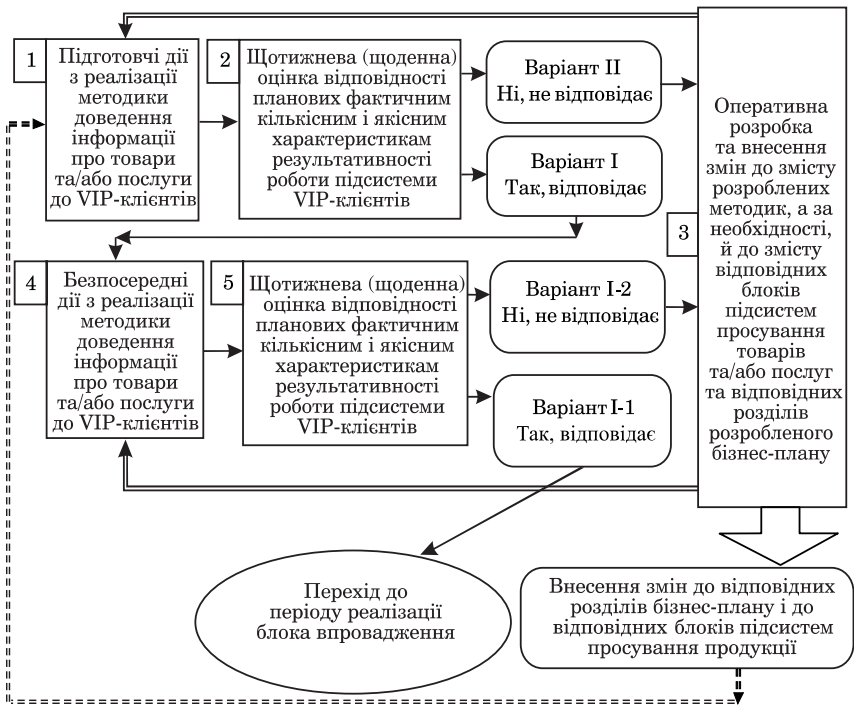 1
Підготовчі дії
з реалізації
методики
доведення
інформації
про товари
та/або послуги
до VIP-клієнтів
2
Щотижнева (щоденна)
оцінка відповідності
планових фактичним
кількісним і якісним
характеристикам
результативності
роботи підсистеми
VIP-клієнтів
Варіант II
Ні, не відповідає
Варіант I
Так, відповідає
3
Оперативна
розробка
та внесення
змін до змісту
розроблених
методик, а за
необхідності,
й до змісту
відповідних
блоків
підсистем
просування
товарів
та/або послуг
та відповідних
розділів
розробленого
бізнес-плану
4
Безпосередні
дії з реалізації
методики
доведення
інформації
про товари
та/або послуги
до VIP-клієнтів
5
Щотижнева (щоденна)
оцінка відповідності
планових фактичним
кількісним і якісним
характеристикам
результативності
роботи підсистеми
VIP-клієнтів
Варіант I-2
Ні, не відповідає
Варіант I-1
Так, відповідає
Перехід до
періоду реалізації
блока впровадження
Внесення змін до відповідних
розділів бізнес-плану і до
відповідних блоків підсистем
просування продукції